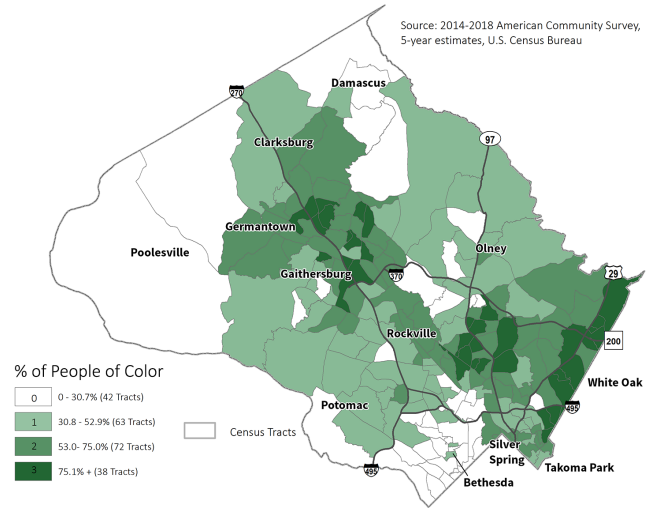 Source: 2014-2018 American Community Survey,
5-year estimates, U.S. Census Bureau
Damascus
270
97
Clarksburg
Germantown
Poolesville
Olney
Gaithersburg
370
29
Rockville
200
% of People of Color
0 0 - 30.7% (42 Tracts)
1 30.8 - 52.9% (63 Tracts)
2 53.0- 75.0% (72 Tracts)
3 75.1% + (38 Tracts)
Census Tracts
White Oak
Potomac
495
Silver
Spring
Takoma Park
495
Bethesda